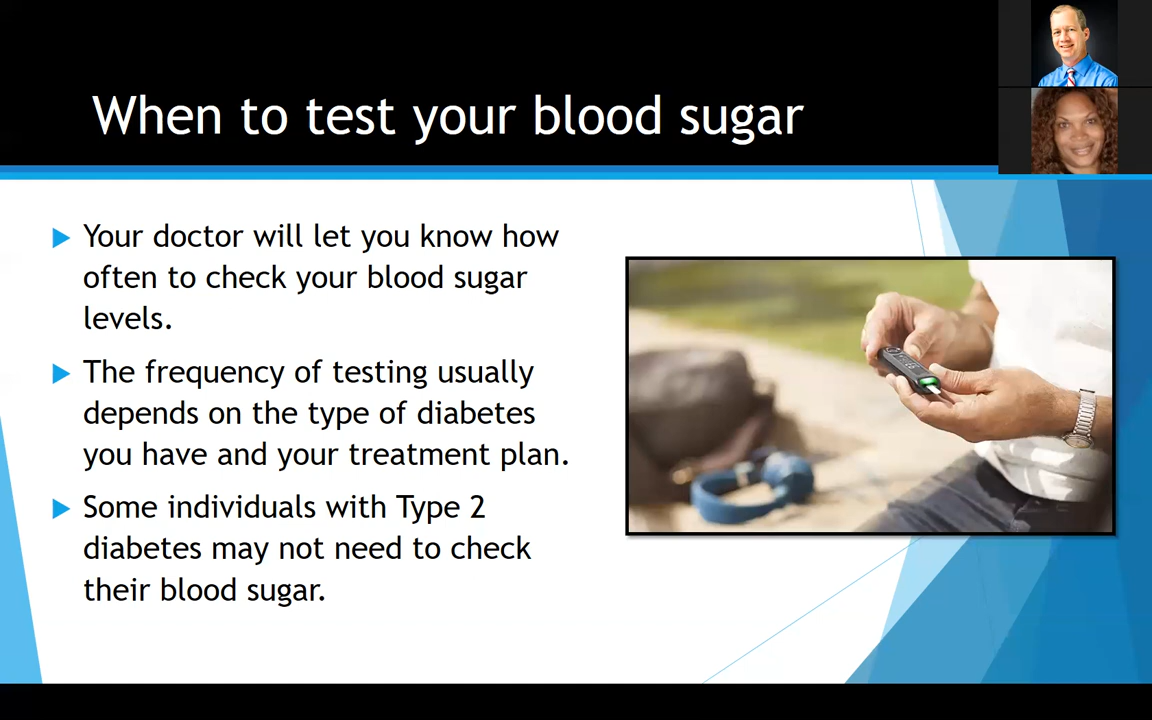 When to test your blood sugar
Your doctor will let you know how
often to check your blood sugar
levels.
The frequency of testing usually
depends on the type of diabetes
you have and your treatment plan.
Some individuals with Type 2
diabetes may not need to check
their blood sugar.